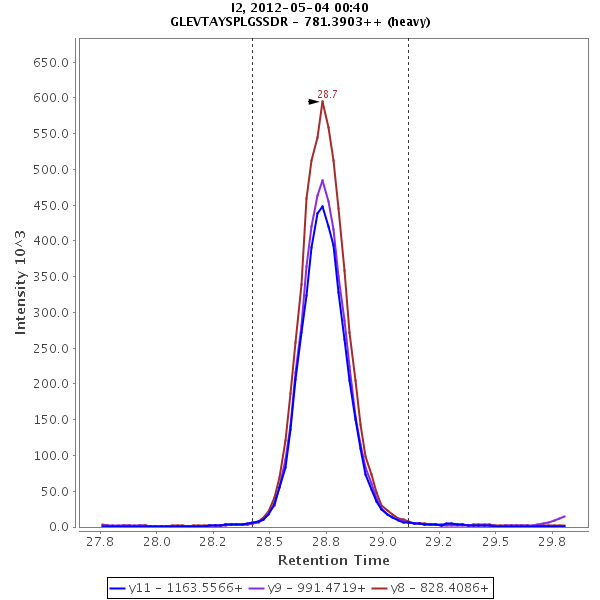 I2, 2012-05-04 00:40
GLEVTAYSPLGSSDR - 781.3903++ (heavy)
Intensity 10^3
650.0
600.0
550.0
500.0
450.0
400.0
350.0
300.0
250.0
200.0
150.0
100.0
50.0
0.0
28.7
27.8 28.0 28.2 28.5 28.8 29.0 29.2 29.5 29.8
Retention Time
y11 - 1163.5566+ y9 - 991.4719+ y8 - 828.4086+